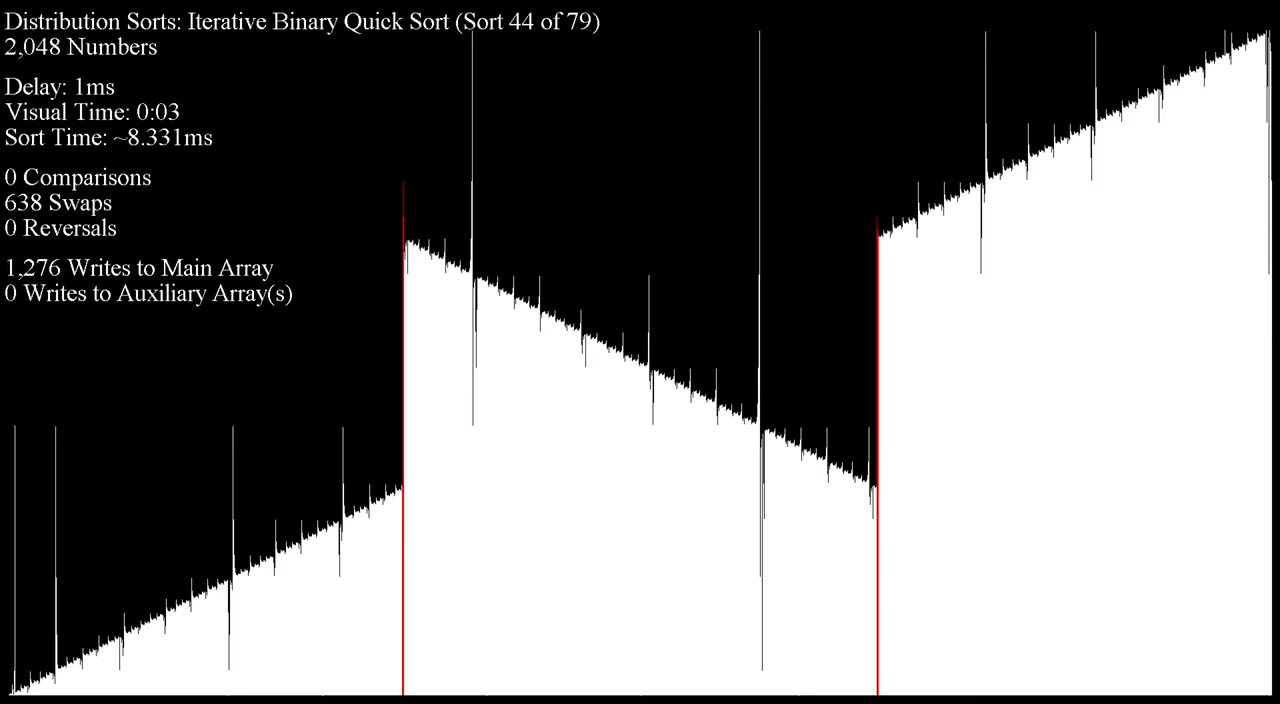 Distribution Sorts: Iterative Binary Quick Sort (Sort 44 of 79)
2,048 Numbers
Delay: 1ms
Visual Time: 0:03
Sort Time: ~8.331ms
0 Comparisons
638 Swaps
0 Reversals
1,276 Writes to Main Array
0 Writes to Auxiliary Array(s)